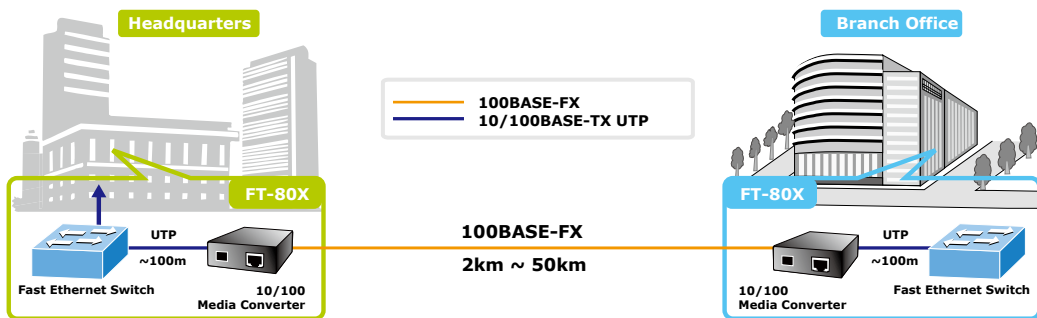 Headquarters
Branch Office
100BASE-FX
10/100BASE-TX UTP
FT-80X
FT-80X
UTP
~100m
Fast Ethernet Switch
10/100
Media Converter
100BASE-FX
2km ~ 50km
UTP
~100m
10/100
Media Converter
Fast Ethernet Switch